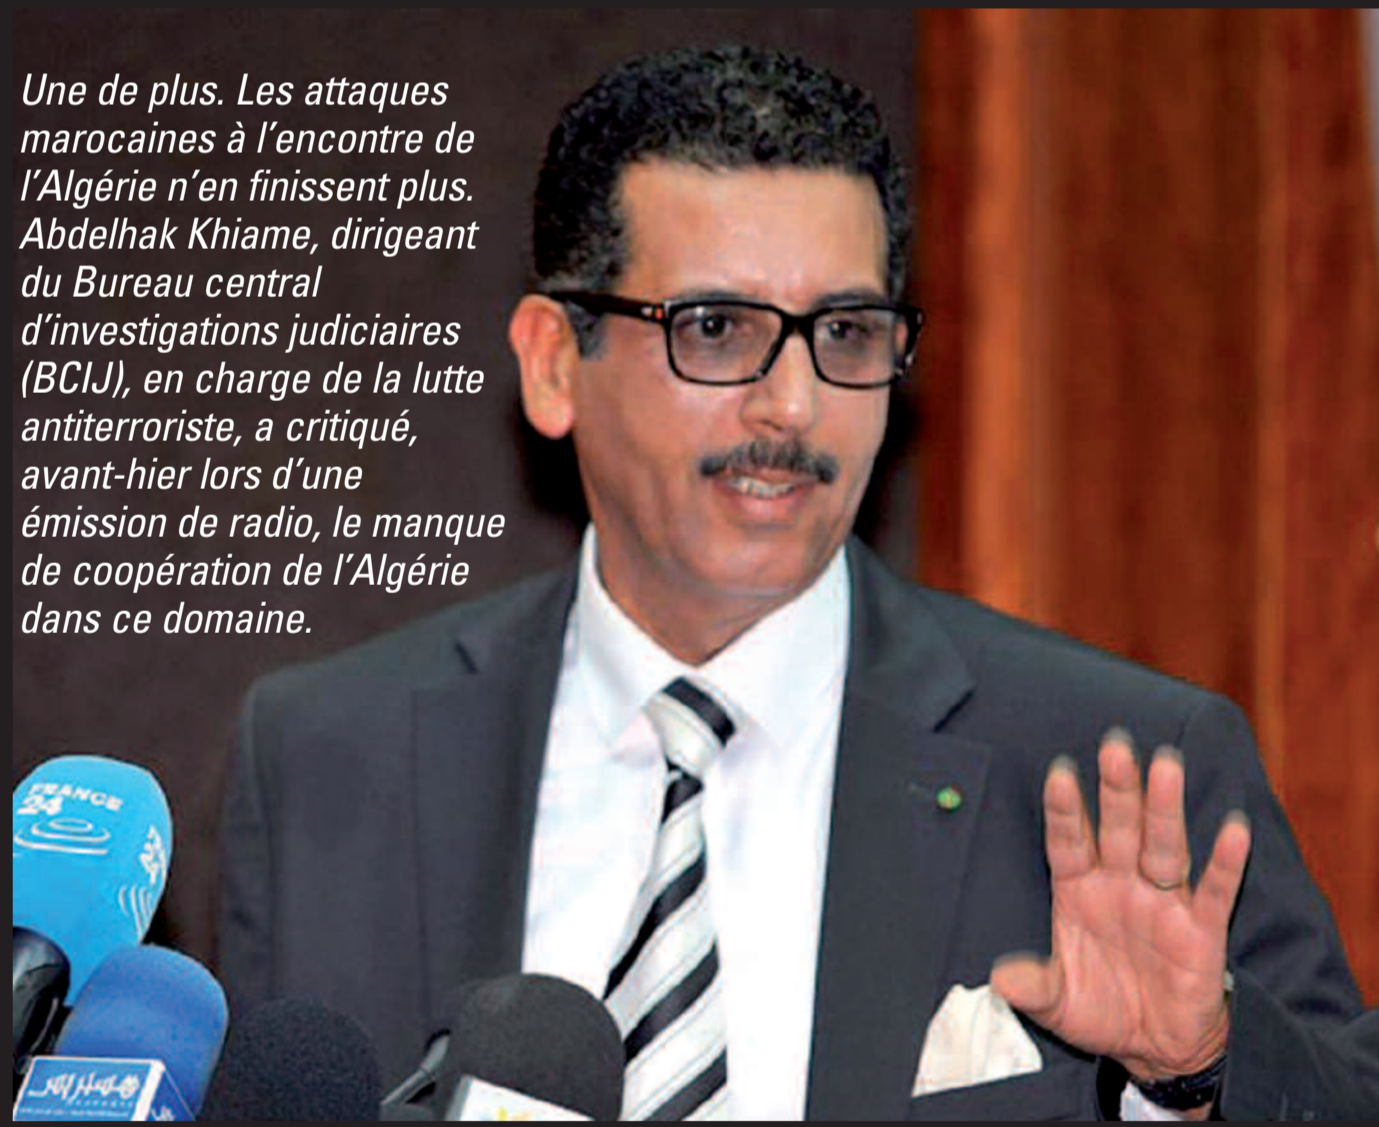 Une de plus. Les attaques
marocaines à l'encontre de
l'Algérie n'en finissent plus.
Abdelhak Khiame, dirigeant
du Bureau central
d'investigations judiciaires
(BCIJ), en charge de la lutte
antiterroriste, a critiqué,
avant-hier lors d'une
émission de radio, le manque
de coopération de l'Algérie
dans ce domaine.
FRANCE
24